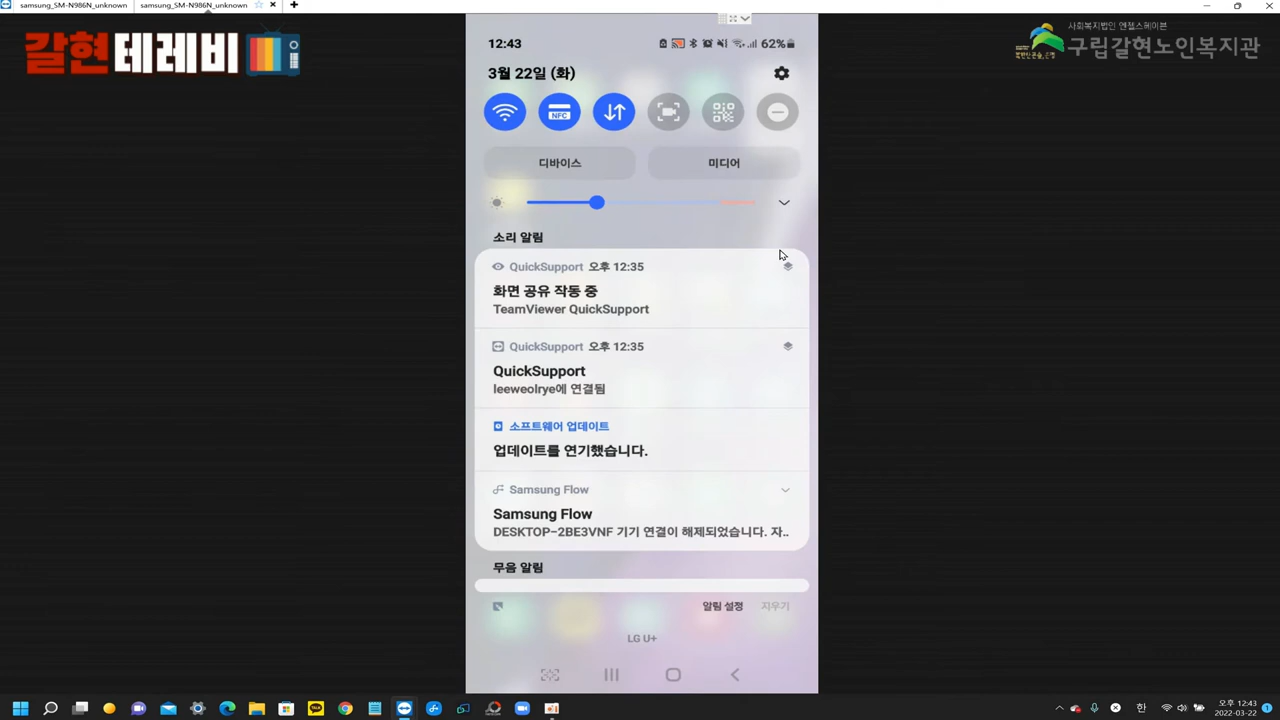 samsung_SM-N986N_unknown
samsung_SM-N986N_unknown
갈현테레비
사회복지법인 엔젤스헤이븐
구립갈현노인복지관
12:43
62%
3월 22일 (화)
NFC
디바이스
미디어
소리 알림
QuickSupport 오후 12:35
화면 공유 작동 중
TeamViewer QuickSupport
QuickSupport 오후 12:35
QuickSupport
leeweolrye에 연결됨
소프트웨어 업데이트
업데이트를 연기했습니다.
Samsung Flow
Samsung Flow
DESKTOP-2BE3VNF 기기 연결이 해제되었습니다. 자..
무음 알림
알림 설정
지우기
LG U+
TALK
한
오후 12:43
2022-03-22